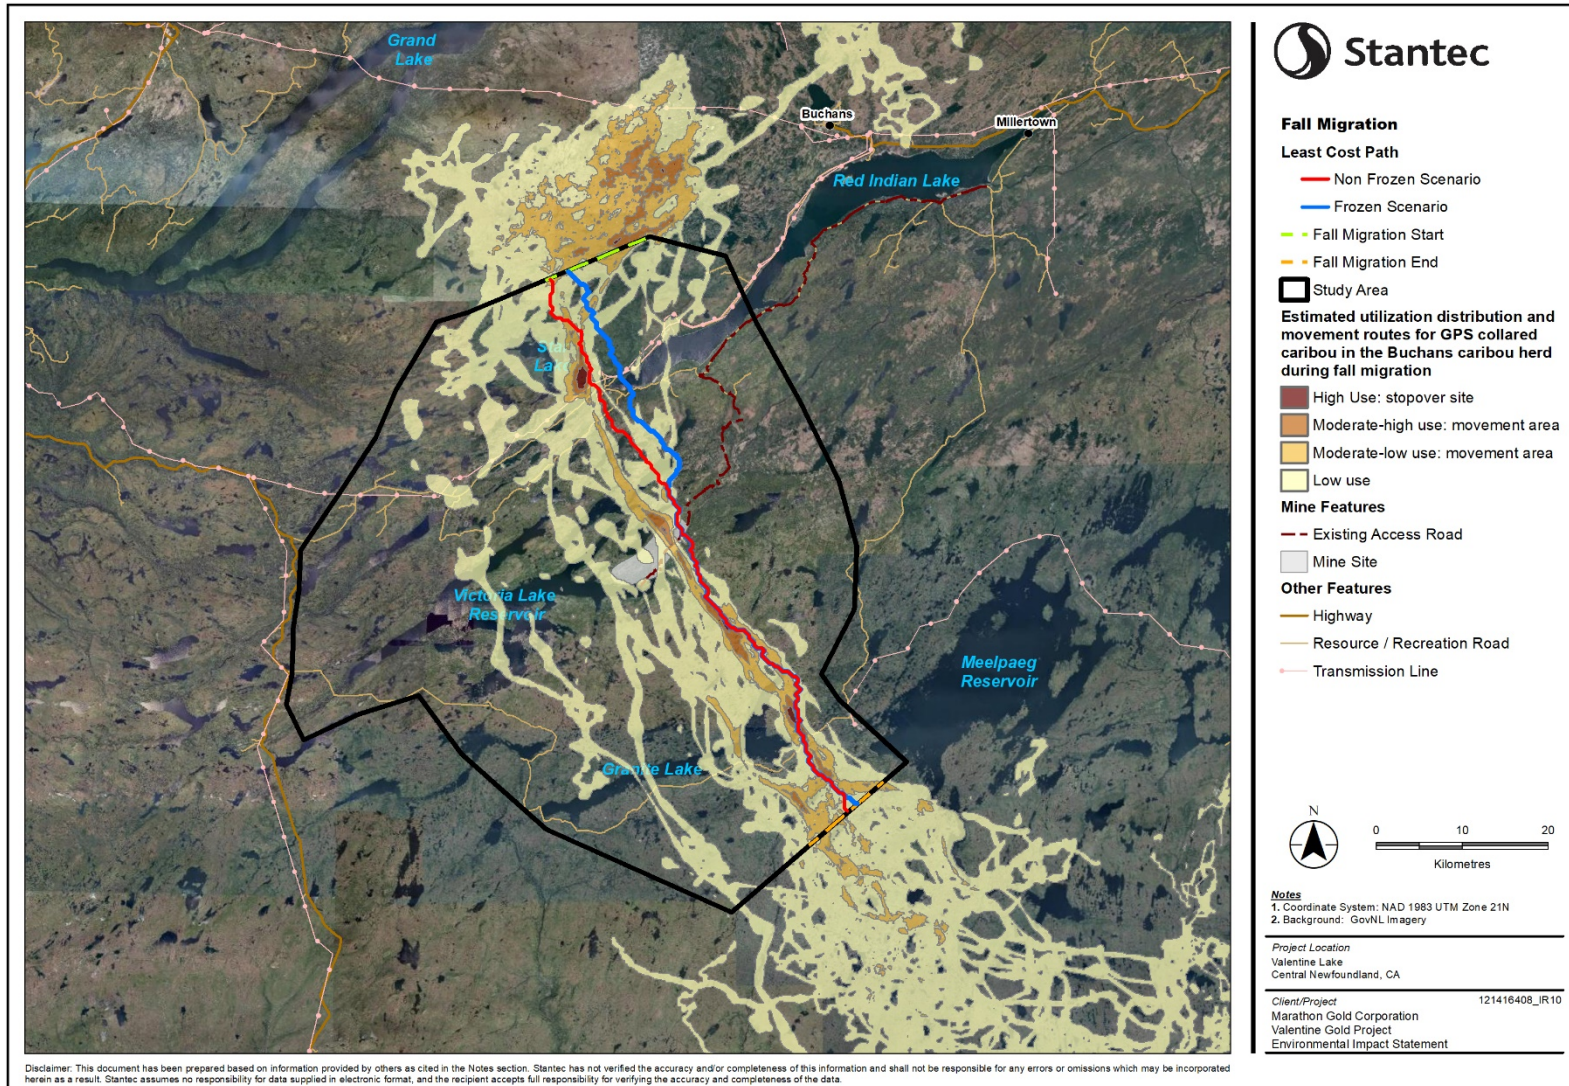 Grand
Lake
Buchans
Millertown
Red Indian Lake
Victoria Lake
Reservoir
Meelpaeg
Reservoir
Granite Lake
Stantec
Fall Migration
Least Cost Path
Non Frozen Scenario
Frozen Scenario
Fall Migration Start
Fall Migration End
Study Area
Estimated utilization distribution and
movement routes for GPS collared
caribou in the Buchans caribou herd
during fall migration
High Use: stopover site
Moderate-high use: movement area
Moderate-low use: movement area
Low use
Mine Features
Existing Access Road
Mine Site
Other Features
Highway
Resource / Recreation Road
Transmission Line
N
0 10 20
Kilometres
Notes
1. Coordinate System: NAD 1983 UTM Zone 21N
2. Background: GovNL Imagery
Project Location
Valentine Lake
Central Newfoundland, CA
Client/Project 121416408_IR10
Marathon Gold Corporation
Valentine Gold Project
Environmental Impact Statement
Disclaimer: This document has been prepared based on information provided by others as cited in the Notes section. Stantec has not verified the accuracy and/or completeness of this information and shall not be responsible for any errors or omissions which may be incorporated
herein as a result. Stantec assumes no responsibility for data supplied in electronic format, and the recipient accepts full responsibility for verifying the accuracy and completeness of the data.